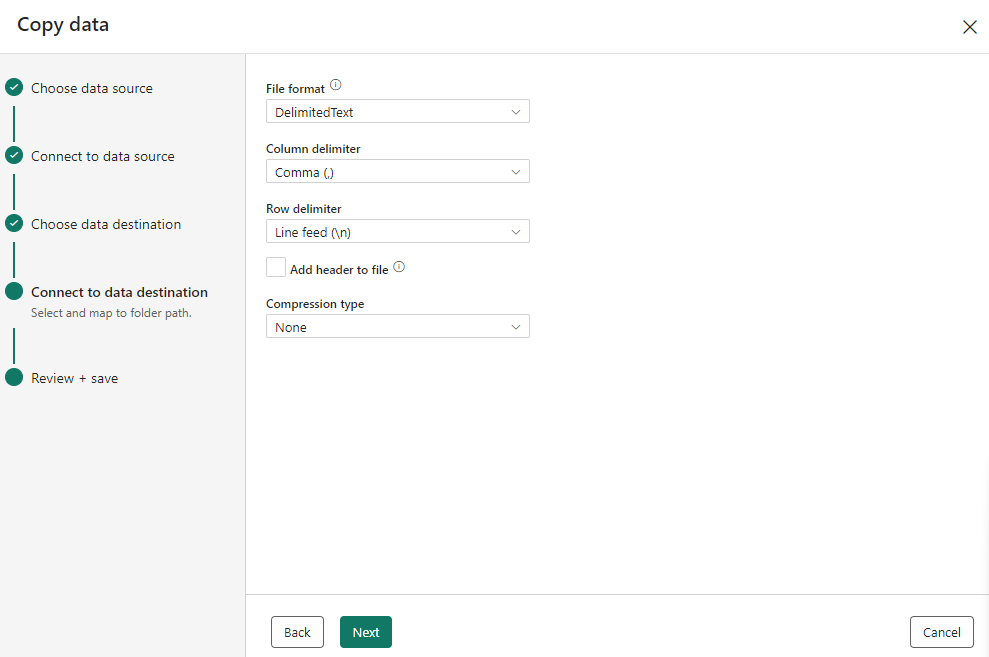 Copy data
Choose data source
Connect to data source
Choose data destination
Connect to data destination
Select and map to folder path.
Review + save
File format
DelimitedText
Column delimiter
Comma (,)
Row delimiter
Line feed (\n)
Add header to file
Compression type
None
Back
Next
Cancel